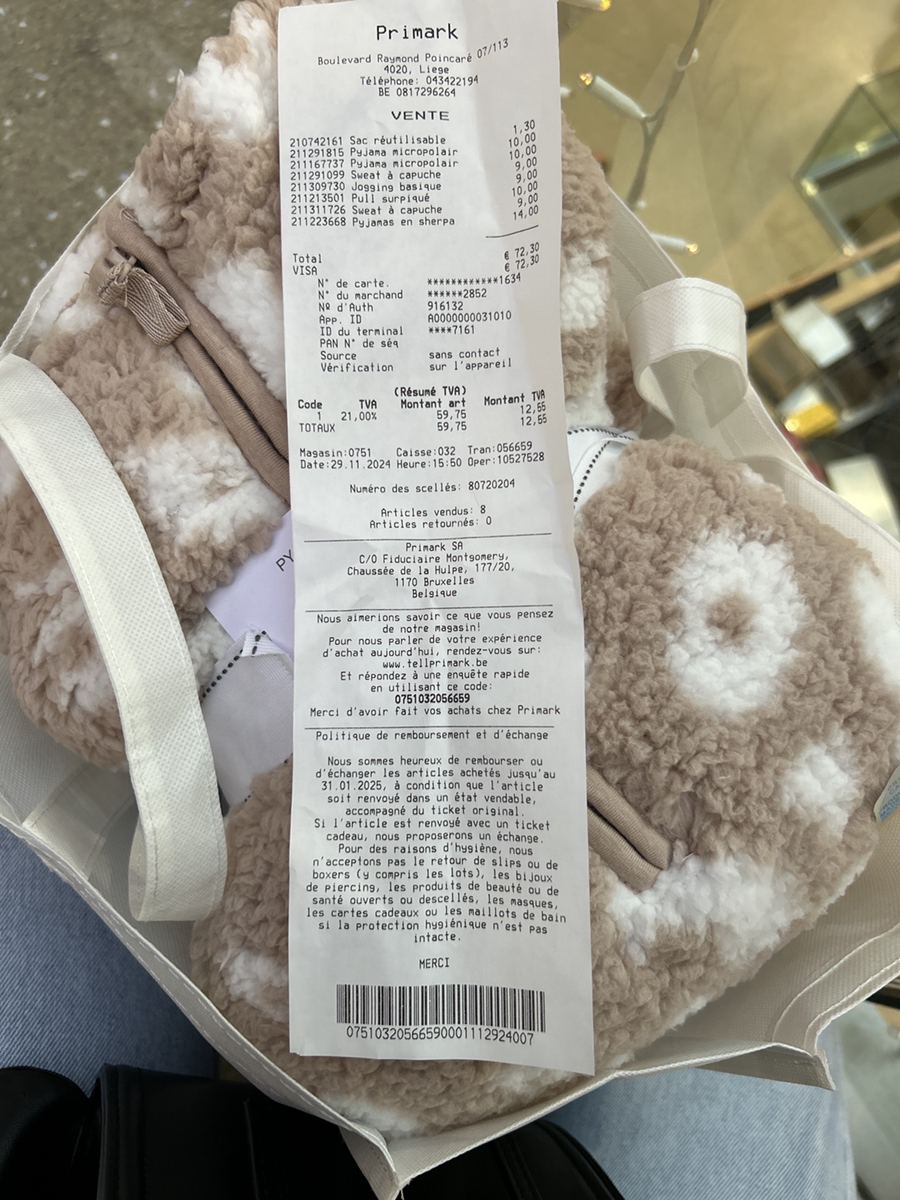 Primark
Boulevard Raymond Poincaré 07/113
4020, Liege
Téléphone: 043422194
BE 0817296264
VENTE
210742161 Sac réutilisable 1,30
211291815 Pyjama micropolair 10,00
211167737 Pyjama micropolair 10,00
211291099 Sweat à capuche 9,00
211309730 Jogging basique 9,00
211213501 Pull surpiqué 10,00
211311726 Sweat à capuche 9,00
211223668 Pyjamas en sherpa 14,00
Total € 72,30
VISA € 72,30
N° de carte. ************1634
N° du marchand ******2852
Nº d'Auth 916132
App. ID A0000000031010
ID du terminal ****7161
PAN N° de séq
Source sans contact
Vérification sur l'appareil
(Résumé TVA)
Code TVA Montant art Montant TVA
1 21,00% 59,75 12,55
TOTAUX 59,75 12,55
Magasin:0751 Caisse:032 Tran:056659
Date:29.11.2024 Heure:15:50 Oper:10527528
Numéro des scellés: 80720204
Articles vendus: 8
Articles retournés: 0
Primark SA
C/O Fiduciaire Montgomery,
Chaussée de la Hulpe, 177/20,
1170 Bruxelles
Belgique
Nous aimerions savoir ce que vous pensez
de notre magasin!
Pour nous parler de votre expérience
d'achat aujourd'hui, rendez-vous sur:
www.tellprimark.be
Et répondez à une enquête rapide
en utilisant ce code:
0751032056659
Merci d'avoir fait vos achats chez Primark
Politique de remboursement et d'échange
Nous sommes heureux de rembourser ou
d'échanger les articles achetés jusqu'au
31.01.2025, à condition que l'article
soit renvoyé dans un état vendable,
accompagné du ticket original.
Si l'article est renvoyé avec un ticket
cadeau, nous proposerons un échange.
Pour des raisons d'hygiène, nous
n'acceptons pas le retour de slips ou de
boxers (y compris les lots), les bijoux
de piercing, les produits de beauté ou de
santé ouverts ou descellés, les masques,
les cartes cadeaux ou les maillots de bain
si la protection hygiénique n'est pas
intacte.
MERCI
07510320566590001112924007
PY